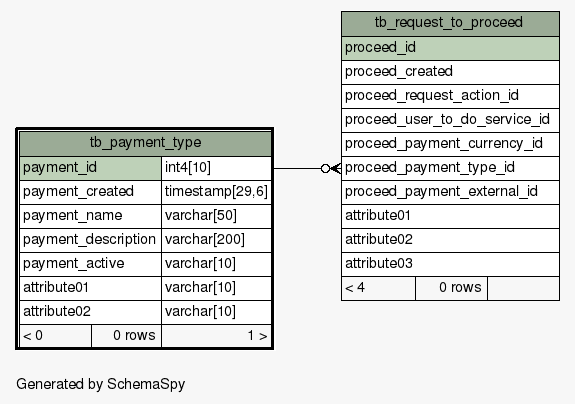 tb_request_to_proceed
proceed_id
proceed_created
proceed_request_action_id
proceed_user_to_do_service_id
proceed_payment_currency_id
proceed_payment_type_id
proceed_payment_external_id
attribute01
attribute02
attribute03
< 4 0 rows
tb_payment_type
payment_id int4[10]
payment_created timestamp[29,6]
payment_name varchar[50]
payment_description varchar[200]
payment_active varchar[10]
attribute01 varchar[10]
attribute02 varchar[10]
< 0 0 rows 1 >
Generated by SchemaSpy